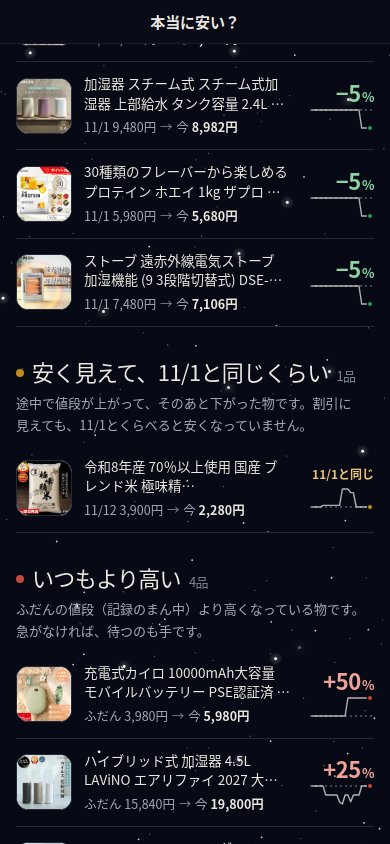 本当に安い？
加湿器 スチーム式 スチーム式加
湿器 上部給水 タンク容量 2.4L …
11/1 9,480円 → 今 8,982円
−5%
30種類のフレーバーから楽しめる
プロテイン ホエイ 1kg ザプロ …
11/1 5,980円 → 今 5,680円
−5%
ストーブ 遠赤外線電気ストーブ
加湿機能 (9 3段階切替式) DSE-…
11/1 7,480円 → 今 7,106円
−5%
安く見えて、11/1と同じくらい 1品
途中で値段が上がって、そのあと下がった物です。割引に
見えても、11/1とくらべると安くなっていません。
令和8年産 70%以上使用 国産 ブ
レンド米 極味精…
11/12 3,900円 → 今 2,280円
11/1と同じ
いつもより高い 4品
ふだんの値段（記録のまん中）より高くなっている物です。
急がなければ、待つのも手です。
充電式カイロ 10000mAh大容量
モバイルバッテリー PSE認証済 …
ふだん 3,980円 → 今 5,980円
+50%
ハイブリッド式 加湿器 4.5L
LAVINO エアリファイ 2027 大…
ふだん 15,840円 → 今 19,800円
+25%